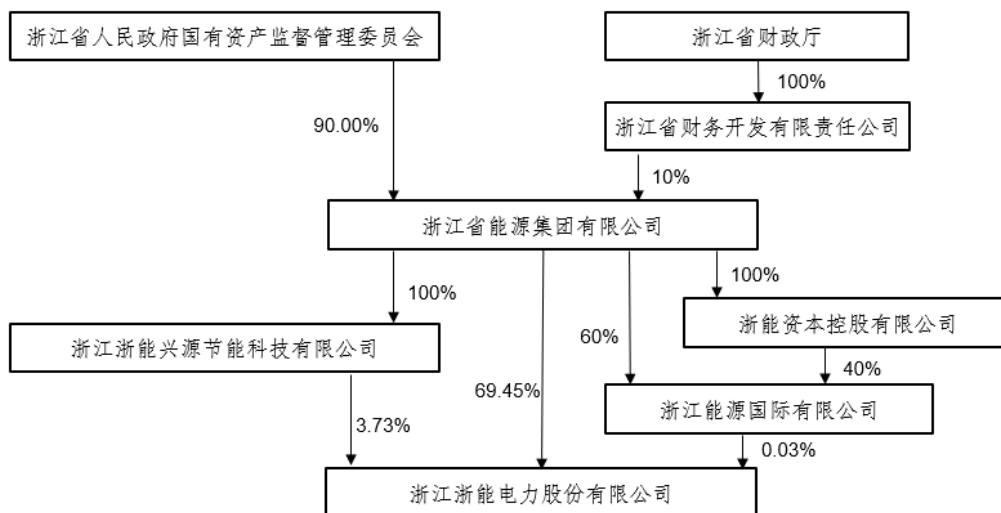 浙江省人民政府国有资产监督管理委员会
浙江省财政厅
100%
90.00%
浙江省财务开发有限责任公司
10%
浙江省能源集团有限公司
100%
100%
浙能资本控股有限公司
浙江浙能兴源节能科技有限公司
60%
40%
69.45%
浙江能源国际有限公司
3.73%
0.03%
浙江浙能电力股份有限公司